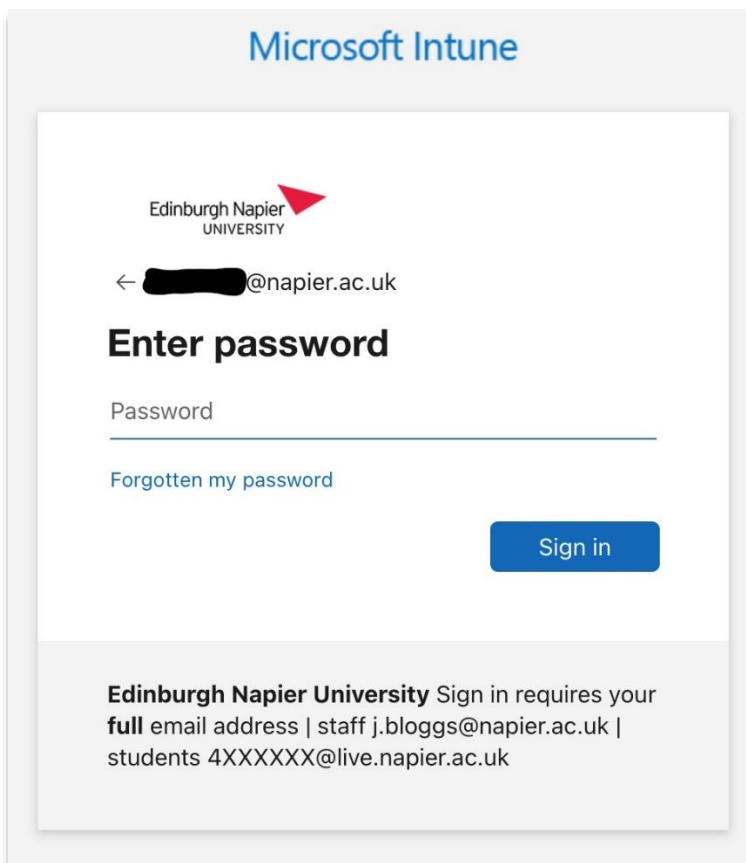 Microsoft Intune
Edinburgh Napier
UNIVERSITY
← @napier.ac.uk
Enter password
Password
Forgotten my password
Sign in
Edinburgh Napier University Sign in requires your
full email address | staff j.bloggs@napier.ac.uk |
students 4XXXXXX@live.napier.ac.uk